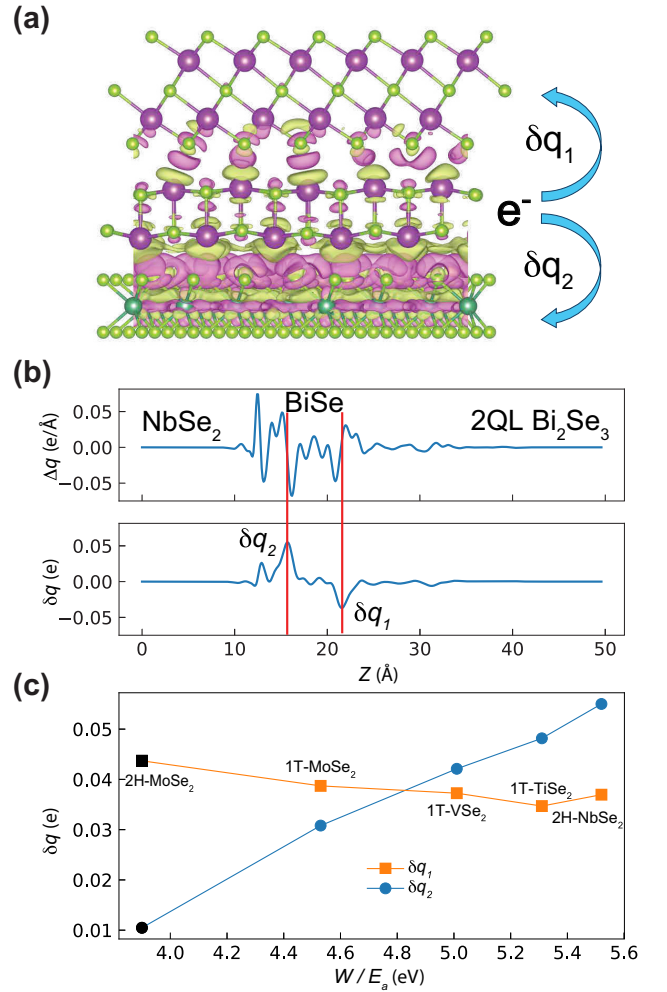 (a)
δq₁
e⁻
δq₂
(b)
NbSe₂ BiSe 2QL Bi₂Se₃
Δq (e/Å)
0.05
0.00
−0.05
δq₂
δq₁
δq (e)
0.05
0.00
−0.05
0 10 20 30 40 50
Z (Å)
(c)
δq (e)
0.05
0.04
0.03
0.02
0.01
2H-MoSe₂
1T-MoSe₂
1T-VSe₂
1T-TiSe₂
2H-NbSe₂
δq₁
δq₂
4.0 4.2 4.4 4.6 4.8 5.0 5.2 5.4 5.6
W / Eₐ (eV)